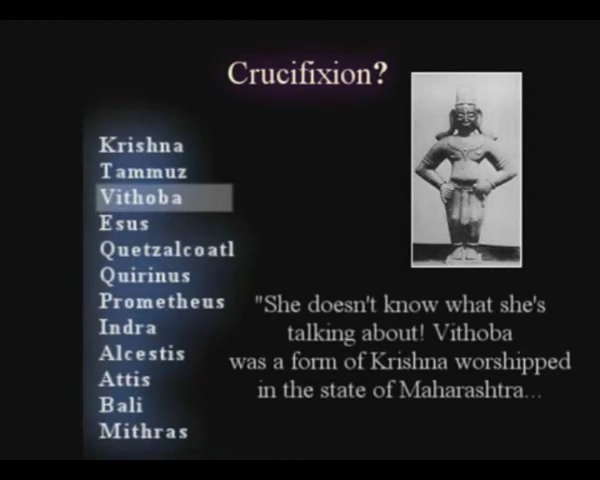 Crucifixion?
Krishna
Tammuz
Vithoba
Esus
Quetzalcoatl
Quirinus
Prometheus
Indra
Alcestis
Attis
Bali
Mithras
"She doesn't know what she's
talking about! Vithoba
was a form of Krishna worshipped
in the state of Maharashtra...